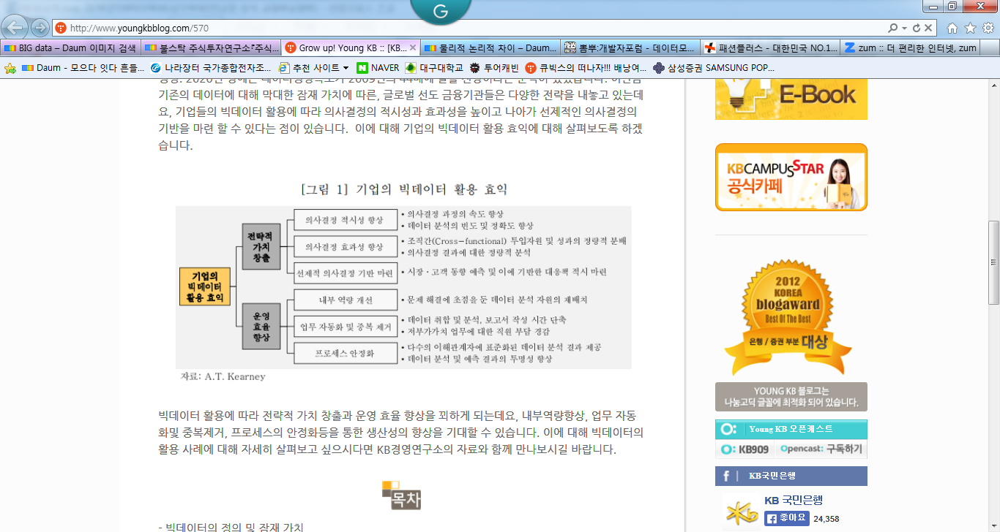 G
http://www.youngkbblog.com/570
BIG data – Daum 이미지 검색
불스탁 주식투자연구소『주식...
Grow up! Young KB :: [KB...
물리적 논리적 차이 – Daum...
뽐뿌:개발자포럼 - 데이터모...
패션플러스 - 대한민국 NO.1...
zum :: 더 편리한 인터넷, zum
Daum - 모으다 잇다 흔들...
나라장터 국가종합전자조...
추천 사이트
NAVER
대구대학교
투어캐빈
큐빅스의 떠나자!!! 배낭여...
삼성증권 SAMSUNG POP...
기존의 데이터에 대해 막대한 잠재 가치에 따른, 글로벌 선도 금융기관들은 다양한 전략을 내놓고 있는데
요, 기업들의 빅데이터 활용에 따라 의사결정의 적시성과 효과성을 높이고 나아가 선제적인 의사결정의
기반을 마련 할 수 있다는 점이 있습니다. 이에 대해 기업의 빅데이터 활용 효익에 대해 살펴보도록 하겠
습니다.
[그림 1] 기업의 빅데이터 활용 효익
기업의
빅데이터
활용 효익
전략적
가치
창출
의사결정 적시성 향상
• 의사결정 과정의 속도 향상
• 데이터 분석의 빈도 및 정확도 향상
의사결정 효과성 향상
• 조직간(Cross-functional) 투입자원 및 성과의 정량적 분배
• 의사결정 결과에 대한 정량적 분석
선제적 의사결정 기반 마련
• 시장·고객 동향 예측 및 이에 기반한 대응책 적시 마련
운영
효율
향상
내부 역량 개선
• 문제 해결에 초점을 둔 데이터 분석 자원의 재배치
업무 자동화 및 중복 제거
• 데이터 취합 및 분석, 보고서 작성 시간 단축
• 저부가가치 업무에 대한 직원 부담 경감
프로세스 안정화
• 다수의 이해관계자에 표준화된 데이터 분석 결과 제공
• 데이터 분석 및 예측 결과의 투명성 향상
자료: A.T. Kearney
빅데이터 활용에 따라 전략적 가치 창출과 운영 효율 향상을 꾀하게 되는데요, 내부역량향상, 업무 자동
화및 중복제거, 프로세스의 안정화등을 통한 생산성의 향상을 기대할 수 있습니다. 이에 대해 빅데이터의
활용 사례에 대해 자세히 살펴보고 싶으시다면 KB경영연구소의 자료와 함께 만나보시길 바랍니다.
목차
- 빅데이터의 정의 및 잠재 가치
E-Book
KBCAMPUSSTAR
공식카페
2012
KOREA
blogaward
Best Of The Best
은행 / 증권 부분 대상
YOUNG KB 블로그는
나눔고딕 글꼴에 최적화 되어 있습니다.
Young KB 오픈캐스트
KB909
Opencast: 구독하기
KB국민은행
KB 국민은행
좋아요
24,358